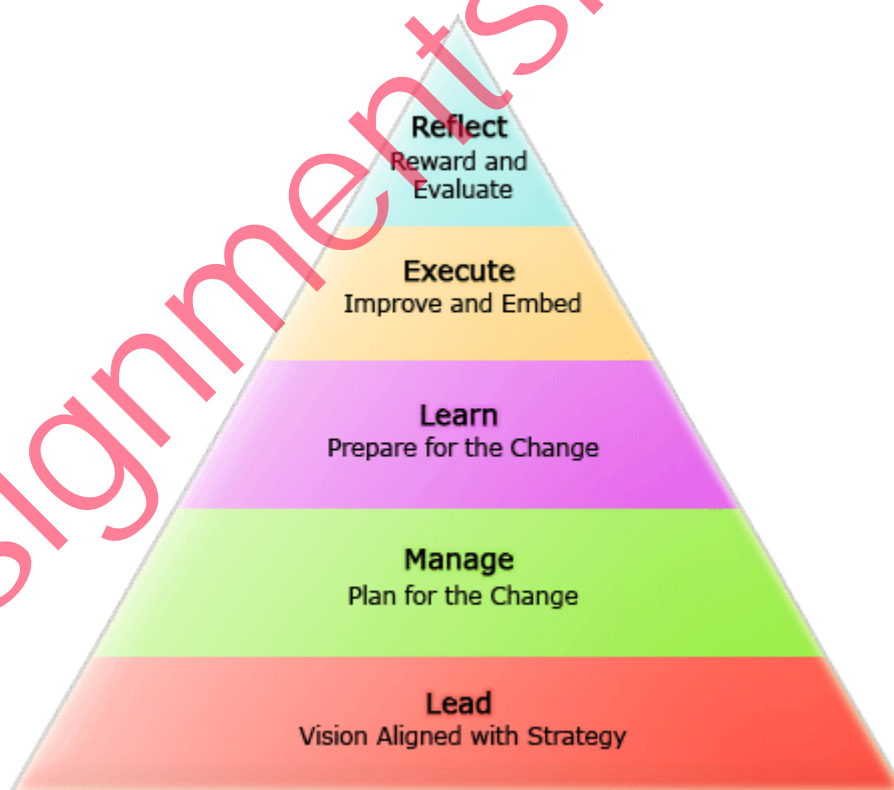 Reflect
Reward and
Evaluate
Execute
Improve and Embed
Learn
Prepare for the Change
Manage
Plan for the Change
Lead
Vision Aligned with Strategy